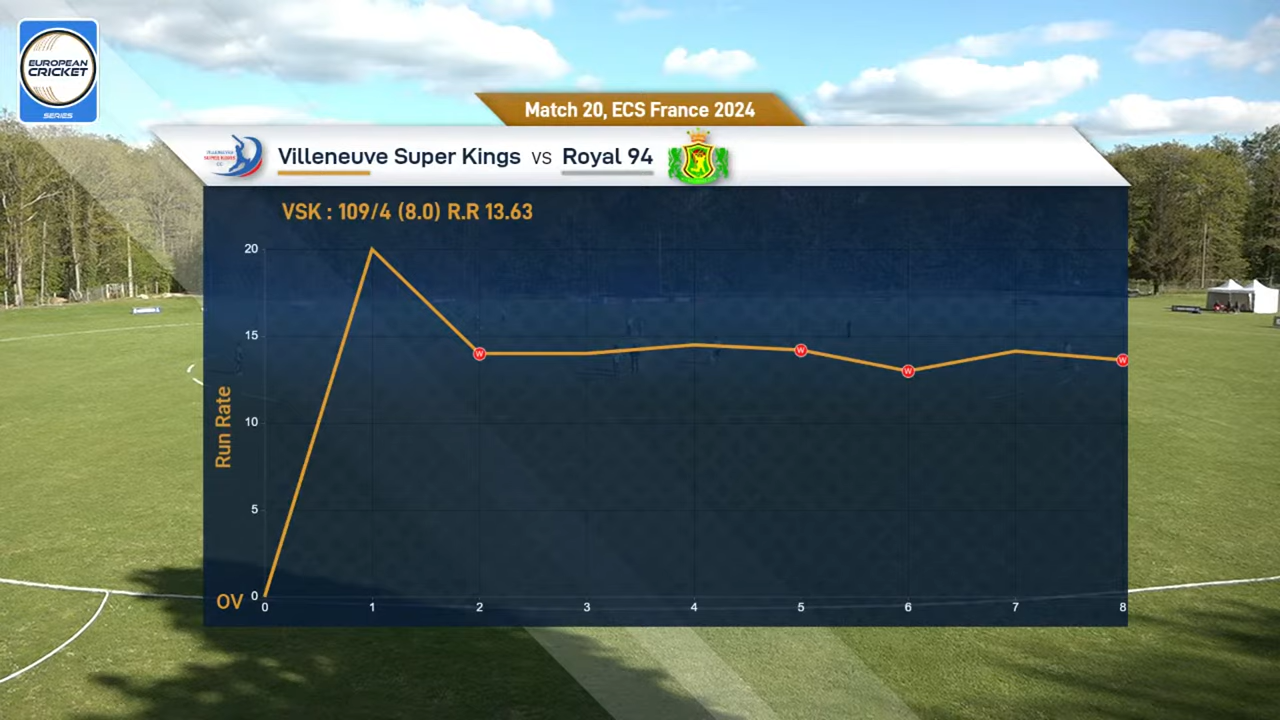 EUROPEAN
CRICKET
SERIES
Match 20, ECS France 2024
Villeneuve Super Kings vs Royal 94
VSK : 109/4 (8.0) R.R 13.63
20
15
10
5
0
Run Rate
W
W
W
W
OV
0 1 2 3 4 5 6 7 8